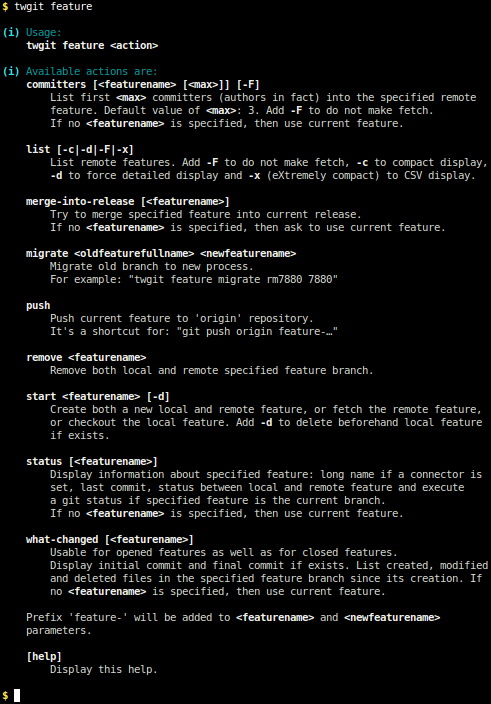 $ twgit feature
(i) Usage:
twgit feature <action>
(i) Available actions are:
committers [<featurename> [<max>]] [-F]
List first <max> committers (authors in fact) into the specified remote
feature. Default value of <max>: 3. Add -F to do not make fetch.
If no <featurename> is specified, then use current feature.
list [-c|-d|-F|-x]
List remote features. Add -F to do not make fetch, -c to compact display,
-d to force detailed display and -x (eXtremely compact) to CSV display.
merge-into-release [<featurename>]
Try to merge specified feature into current release.
If no <featurename> is specified, then ask to use current feature.
migrate <oldfeaturefullname> <newfeaturename>
Migrate old branch to new process.
For example: "twgit feature migrate rm7880 7880"
push
Push current feature to 'origin' repository.
It's a shortcut for: "git push origin feature-…"
remove <featurename>
Remove both local and remote specified feature branch.
start <featurename> [-d]
Create both a new local and remote feature, or fetch the remote feature,
or checkout the local feature. Add -d to delete beforehand local feature
if exists.
status [<featurename>]
Display information about specified feature: long name if a connector is
set, last commit, status between local and remote feature and execute
a git status if specified feature is the current branch.
If no <featurename> is specified, then use current feature.
what-changed [<featurename>]
Usable for opened features as well as for closed features.
Display initial commit and final commit if exists. List created, modified
and deleted files in the specified feature branch since its creation. If
no <featurename> is specified, then use current feature.
Prefix 'feature-' will be added to <featurename> and <newfeaturename>
parameters.
[help]
Display this help.
$